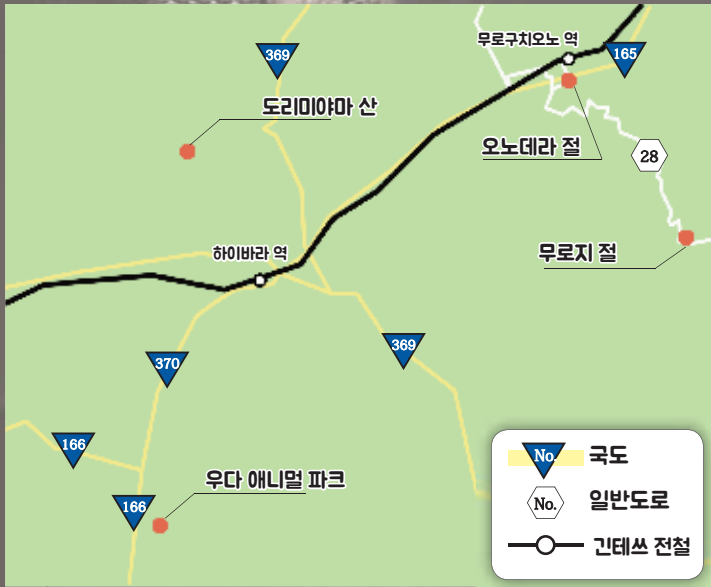 무로구치오노 역
369
165
도리미야마 산
오노데라 절
28
하이바라 역
무로지 절
369
370
166
우다 애니멀 파크
166
No. 국도
No. 일반도로
긴테쓰 전철